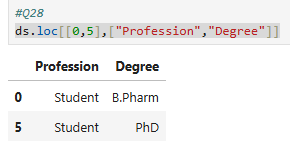 #Q28
ds.loc[[0,5],["Profession","Degree"]]
Profession Degree
0 Student B.Pharm
5 Student PhD